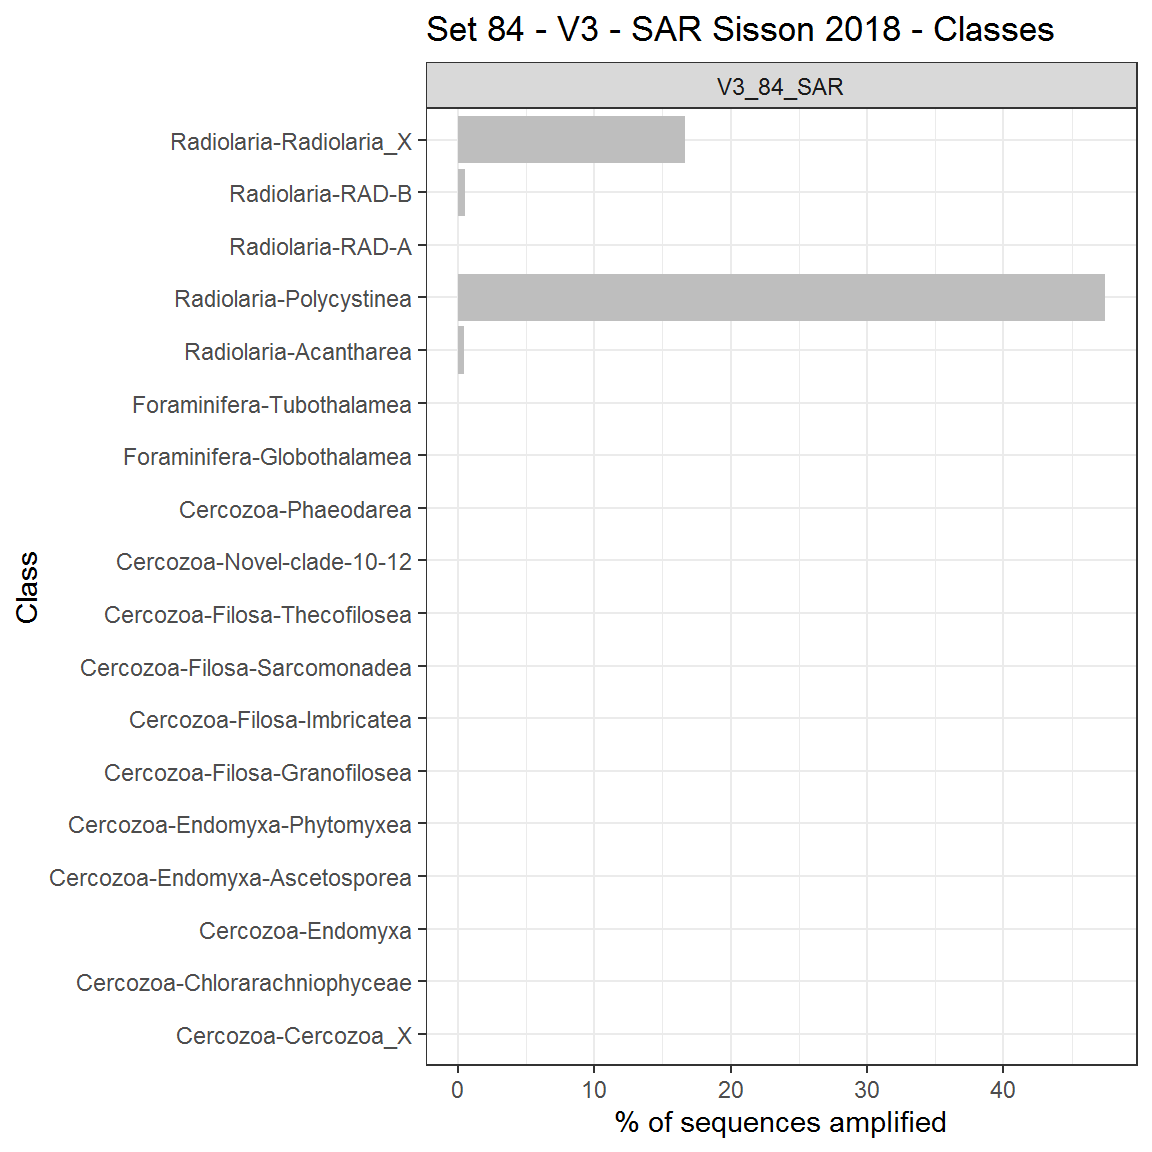 Set 84 - V3 - SAR Sisson 2018 - Classes
V3_84_SAR
Radiolaria-Radiolaria_X
Radiolaria-RAD-B
Radiolaria-RAD-A
Radiolaria-Polycystinea
Radiolaria-Acantharea
Foraminifera-Tubothalamea
Foraminifera-Globothalamea
Cercozoa-Phaeodarea
Cercozoa-Novel-clade-10-12
Cercozoa-Filosa-Thecofilosea
Cercozoa-Filosa-Sarcomonadea
Cercozoa-Filosa-Imbricatea
Cercozoa-Filosa-Granofilosea
Cercozoa-Endomyxa-Phytomyxea
Cercozoa-Endomyxa-Ascetosporea
Cercozoa-Endomyxa
Cercozoa-Chlorarachniophyceae
Cercozoa-Cercozoa_X
Class
0 10 20 30 40
% of sequences amplified